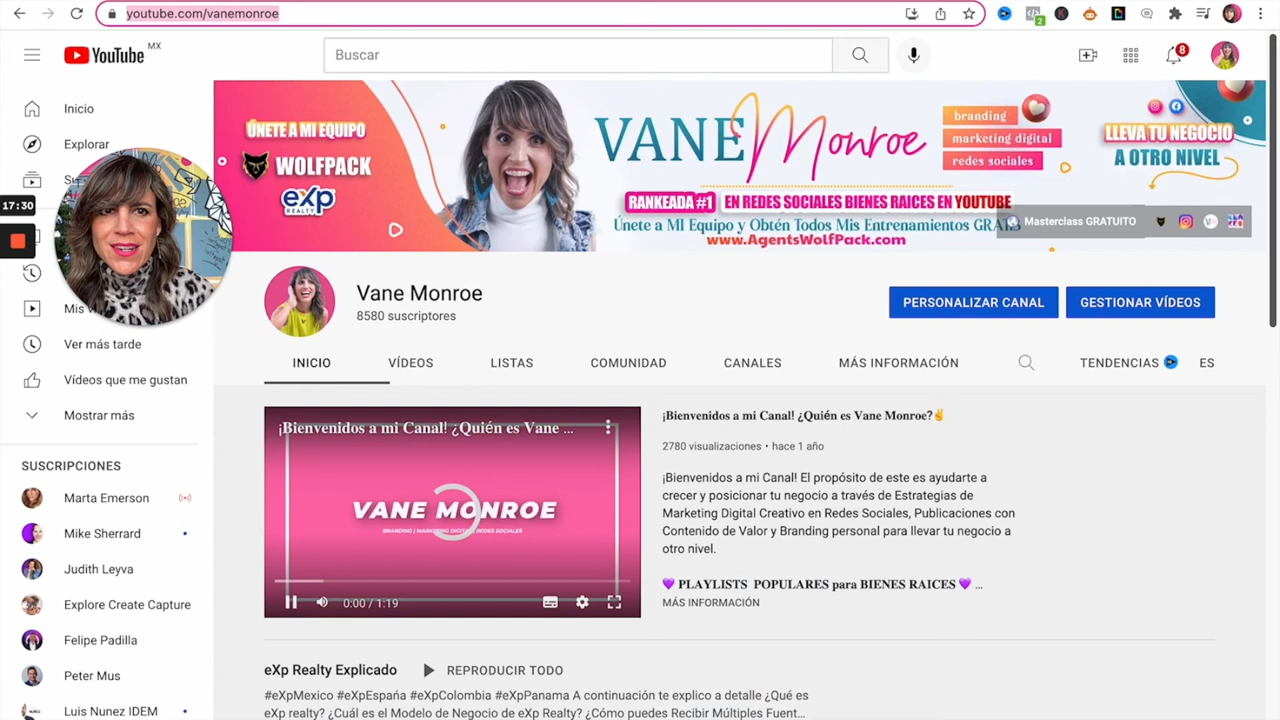 youtube.com/vanemonroe
2
YouTube MX
Buscar
8
Inicio
Explorar
Mis
Ver más tarde
Vídeos que me gustan
Mostrar más
SUSCRIPCIONES
Marta Emerson
Mike Sherrard
Judith Leyva
Explore Create Capture
Felipe Padilla
Peter Mus
Luis Nunez IDEM
17:30
ÚNETE A MI EQUIPO
WOLFPACK
eXp
REALTY
VANE Monroe
branding
marketing digital
redes sociales
LLEVA TU NEGOCIO
A OTRO NIVEL
RANKEADA #1 EN REDES SOCIALES BIENES RAICES EN YOUTUBE
Únete a MI Equipo y Obtén Todos Mis Entrenamientos GRATIS
www.AgentsWolfPack.com
Masterclass GRATUITO
Vane Monroe
8580 suscriptores
PERSONALIZAR CANAL
GESTIONAR VÍDEOS
INICIO
VÍDEOS
LISTAS
COMUNIDAD
CANALES
MÁS INFORMACIÓN
TENDENCIAS
ES
¡Bienvenidos a mi Canal! ¿Quién es Vane ...
VANE MONROE
BRANDING | MARKETING DIGITAL | REDES SOCIALES
0:00 / 1:19
¡Bienvenidos a mi Canal! ¿Quién es Vane Monroe?✌
2780 visualizaciones • hace 1 año
¡Bienvenidos a mi Canal! El propósito de este es ayudarte a
crecer y posicionar tu negocio a través de Estrategias de
Marketing Digital Creativo en Redes Sociales, Publicaciones con
Contenido de Valor y Branding personal para llevar tu negocio a
otro nivel.
💜 PLAYLISTS POPULARES para BIENES RAICES 💜 ...
MÁS INFORMACIÓN
eXp Realty Explicado
REPRODUCIR TODO
#eXpMexico #eXpEspaña #eXpColombia #eXpPanama A continuación te explico a detalle ¿Qué es
eXp realty? ¿Cuál es el Modelo de Negocio de eXp Realty? ¿Cómo puedes Recibir Múltiples Fuent...